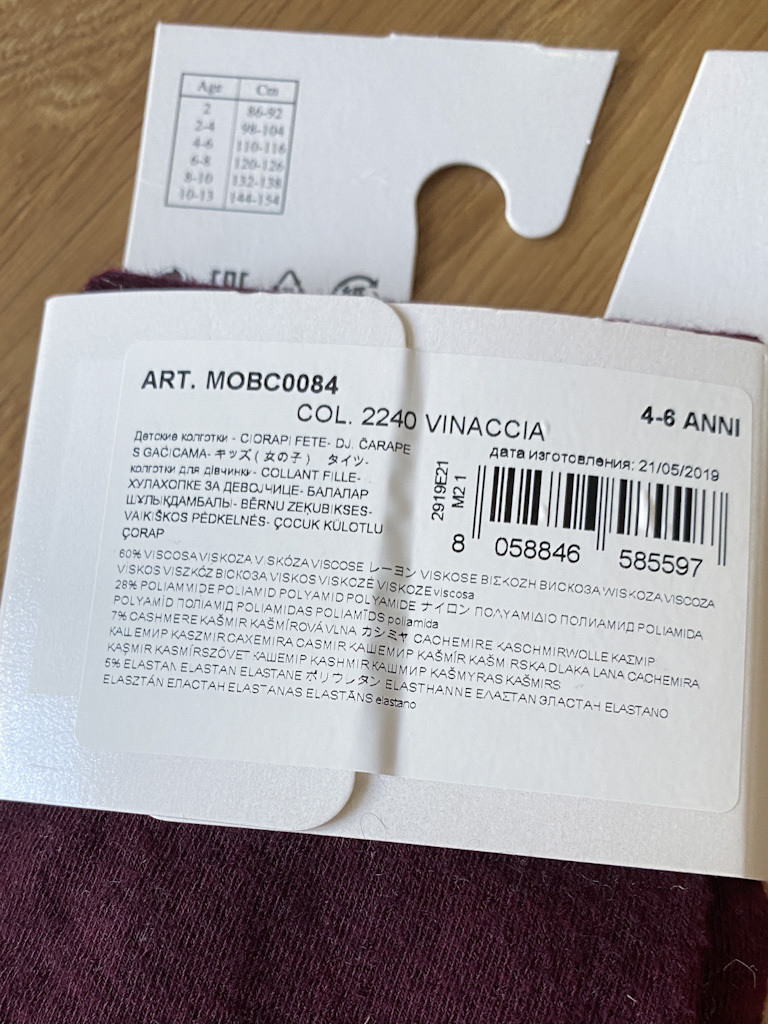 Age Cm
2 86-92
2-4 98-104
4-6 110-116
6-8 120-126
8-10 132-138
10-13 144-154
ART. MOBC0084
COL. 2240 VINACCIA
4-6 ANNI
Детские колготки - CIORAPI FETE- DJ. ČARAPE
S GAĆICAMA- キッズ ( 女の子 ) タイツ-
колготки для дівчинки- COLLANT FILLE-
ХУЛАХОПКЕ ЗА ДЕВОЈЧИЦЕ- БАЛАЛАР
ШҰЛЫҚДАМБАЛЫ- BĒRNU ZEĶUBIKSES-
VAIKIŠKOS PĖDKELNĖS- ÇOCUK KÜLOTLU
ÇORAP
дата изготовления: 21/05/2019
2919E21
M2 1
8 058846 585597
60% VISCOSA VISKOZA VISKÓZA VISCOSE レーヨン VISKOSE ΒΙΣΚΟΖΗ ВИСКОЗА WISKOZA VISCOZA
VISKOS VISZKÓZ ВІСКОЗА VISKOS VISKOZĖ VISKOZE viscosa
28% POLIAMMIDE POLIAMID POLYAMID POLYAMIDE ナイロン ΠΟΛΥΑΜΙΔΙΟ ПОЛИАМИД POLIAMIDA
POLYAMID ПОЛІАМІД POLIAMIDAS POLIAMĪDS poliamida
7% CASHMERE KAŠMIR KAŠMÍROVÁ VLNA カシミヤ CACHEMIRE KASCHMIRWOLLE ΚΑΣΜΙΡ
КАШЕМИР KASZMIR CAXEMIRA CASMIR КАШЕМИР KAŠMÍR KAŠMIRSKA DLAKA LANA CACHEMIRA
KAŞMIR KASMÍRSZÖVET КАШЕМІР KASHMIR КАШМИР KAŠMYRAS KAŠMIRS
5% ELASTAN ELASTAN ELASTANE ポリウレタン ELASTHANNE ΕΛΑΣΤΑΝ ЭЛАСТАН ELASTANO
ELASZTÁN ЕЛАСТАН ELASTANAS ELASTĀNS elastano